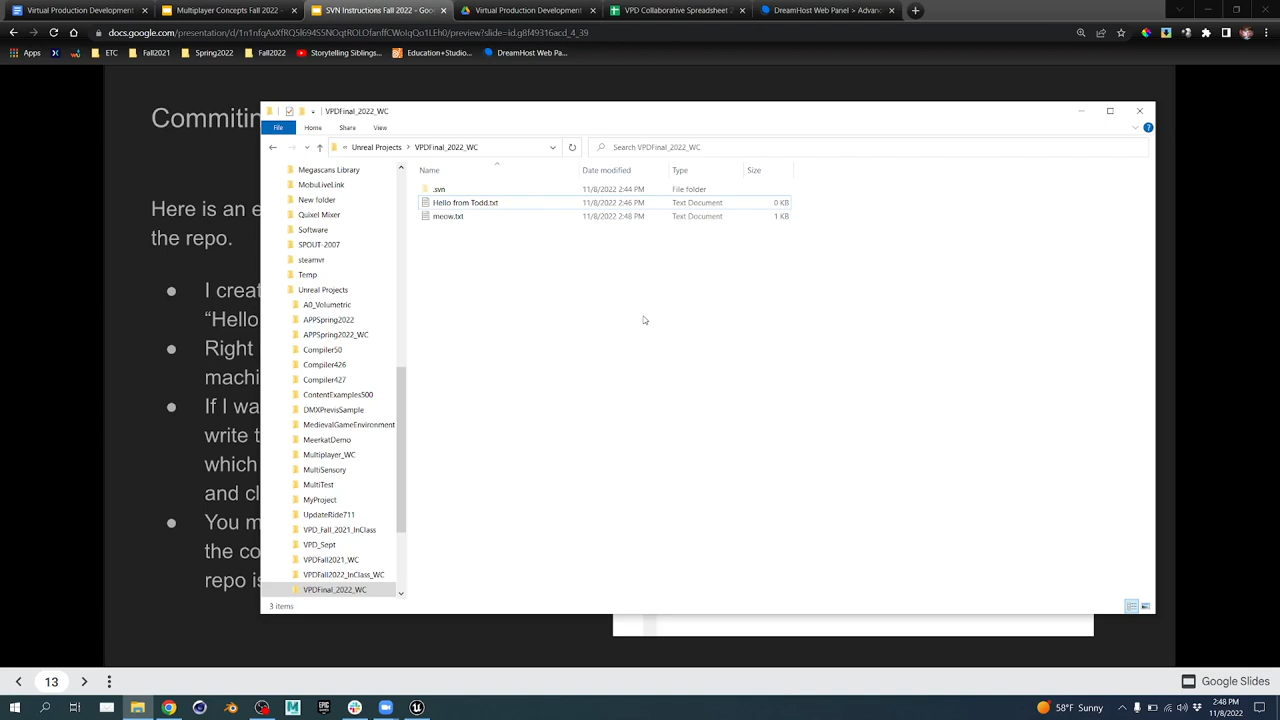 Virtual Production Development
Multiplayer Concepts Fall 2022 -
SVN Instructions Fall 2022 - Goo
Virtual Production Development
VPD Collaborative Spreadsheet 2
DreamHost Web Panel > Advanc
docs.google.com/presentation/d/1n1nfqAxXfRQ5l694S5NOqtROLOfanffCWoIqQo1LEh0/preview?slide=id.g8f49316acd_4_39
Apps
ETC
Fall2021
Spring2022
Fall2022
Storytelling Siblings...
Education+Studio...
DreamHost Web Pa...
Commitin
VPDFinal_2022_WC
File
Home
Share
View
« Unreal Projects > VPDFinal_2022_WC
Search VPDFinal_2022_WC
Name
Date modified
Type
Size
.svn 11/8/2022 2:44 PM File folder
Hello from Todd.txt 11/8/2022 2:46 PM Text Document 0 KB
meow.txt 11/8/2022 2:48 PM Text Document 1 KB
Megascans Library
MobuLiveLink
New folder
Quixel Mixer
Software
SPOUT-2007
steamvr
Temp
Unreal Projects
A0_Volumetric
APPSpring2022
APPSpring2022_WC
Compiler50
Compiler426
Compiler427
ContentExamples500
DMXPrevisSample
MedievalGameEnvironment
MeerkatDemo
Multiplayer_WC
MultiSensory
MultiTest
MyProject
UpdateRide711
VPD_Fall_2021_InClass
VPD_Sept
VPDFall2021_WC
VPDFall2022_InClass_WC
VPDFinal_2022_WC
3 items
Here is an e
the repo.
● I creat
“Hello
● Right
machi
● If I wa
write t
which
and cl
● You m
the co
repo is
13
Google Slides
58°F Sunny
2:48 PM
11/8/2022